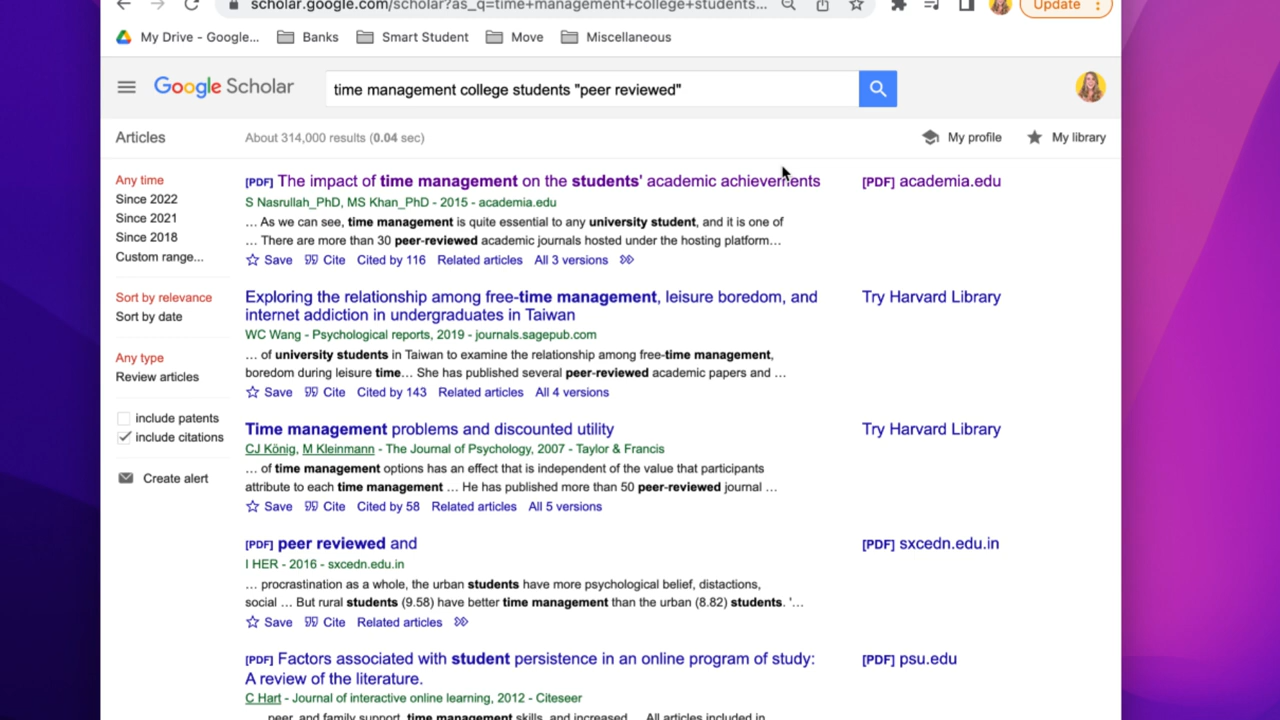 scholar.google.com/scholar?as_q=time+management+college+students...
Update
My Drive - Google...
Banks
Smart Student
Move
Miscellaneous
Google Scholar
time management college students "peer reviewed"
Articles
About 314,000 results (0.04 sec)
My profile
My library
Any time
Since 2022
Since 2021
Since 2018
Custom range...
Sort by relevance
Sort by date
Any type
Review articles
include patents
include citations
Create alert
[PDF] The impact of time management on the students' academic achievements
[PDF] academia.edu
S Nasrullah_PhD, MS Khan_PhD - 2015 - academia.edu
... As we can see, time management is quite essential to any university student, and it is one of
... There are more than 30 peer-reviewed academic journals hosted under the hosting platform...
Save Cite Cited by 116 Related articles All 3 versions
Exploring the relationship among free-time management, leisure boredom, and
internet addiction in undergraduates in Taiwan
Try Harvard Library
WC Wang - Psychological reports, 2019 - journals.sagepub.com
... of university students in Taiwan to examine the relationship among free-time management,
boredom during leisure time... She has published several peer-reviewed academic papers and ...
Save Cite Cited by 143 Related articles All 4 versions
Time management problems and discounted utility
Try Harvard Library
CJ König, M Kleinmann - The Journal of Psychology, 2007 - Taylor & Francis
... of time management options has an effect that is independent of the value that participants
attribute to each time management ... He has published more than 50 peer-reviewed journal ...
Save Cite Cited by 58 Related articles All 5 versions
[PDF] peer reviewed and
[PDF] sxcedn.edu.in
I HER - 2016 - sxcedn.edu.in
... procrastination as a whole, the urban students have more psychological belief, distactions,
social ... But rural students (9.58) have better time management than the urban (8.82) students. '...
Save Cite Related articles
[PDF] Factors associated with student persistence in an online program of study:
A review of the literature.
[PDF] psu.edu
C Hart - Journal of interactive online learning, 2012 - Citeseer
... peer, and family support, time management skills, and increased ... All articles included in